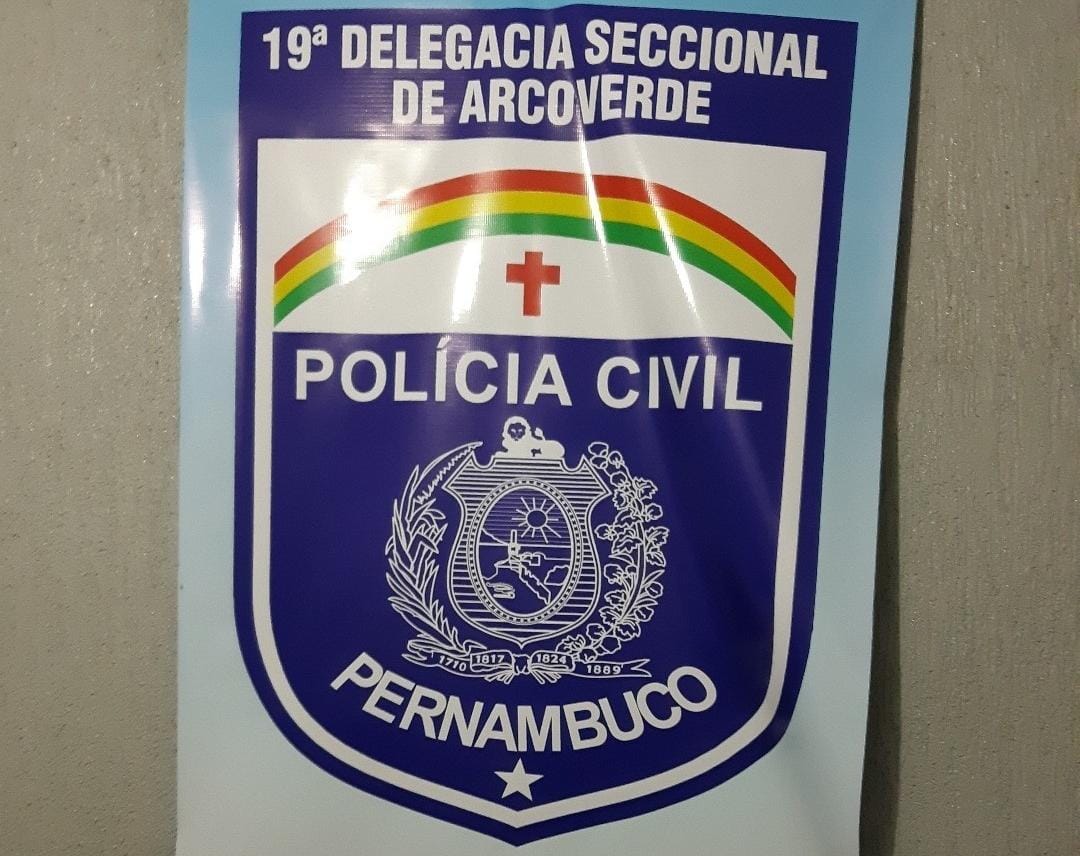 19ª DELEGACIA SECCIONAL
DE ARCOVERDE
POLÍCIA CIVIL
1710 1817 1824 1889
PERNAMBUCO